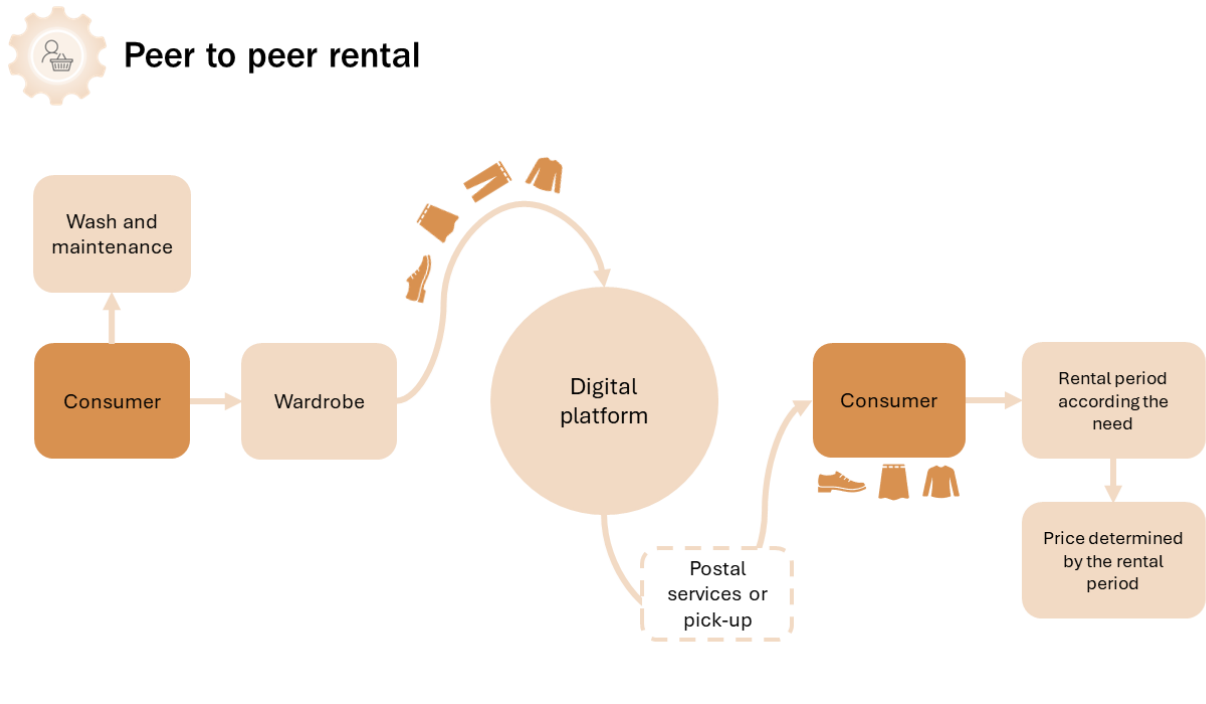 Peer to peer rental
Wash and
maintenance
Consumer
Wardrobe
Digital
platform
Postal
services or
pick-up
Consumer
Rental period
according the
need
Price determined
by the rental
period